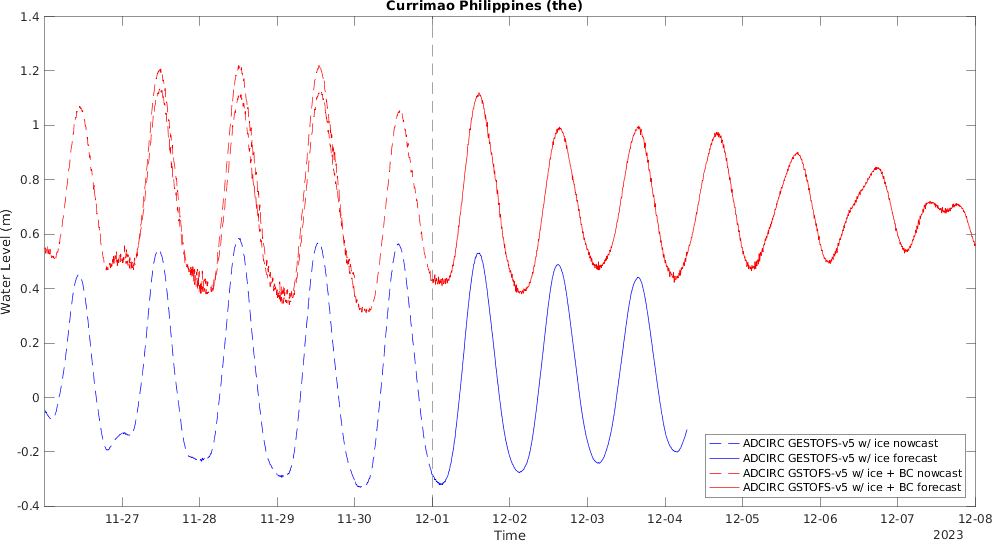 Currimao Philippines (the)
1.4
1.2
1
0.8
0.6
0.4
0.2
0
-0.2
-0.4
Water Level (m)
11-27 11-28 11-29 11-30 12-01 12-02 12-03 12-04 12-05 12-06 12-07 12-08
Time
2023
ADCIRC GESTOFS-v5 w/ ice nowcast
ADCIRC GESTOFS-v5 w/ ice forecast
ADCIRC GSTOFS-v5 w/ ice + BC nowcast
ADCIRC GSTOFS-v5 w/ ice + BC forecast